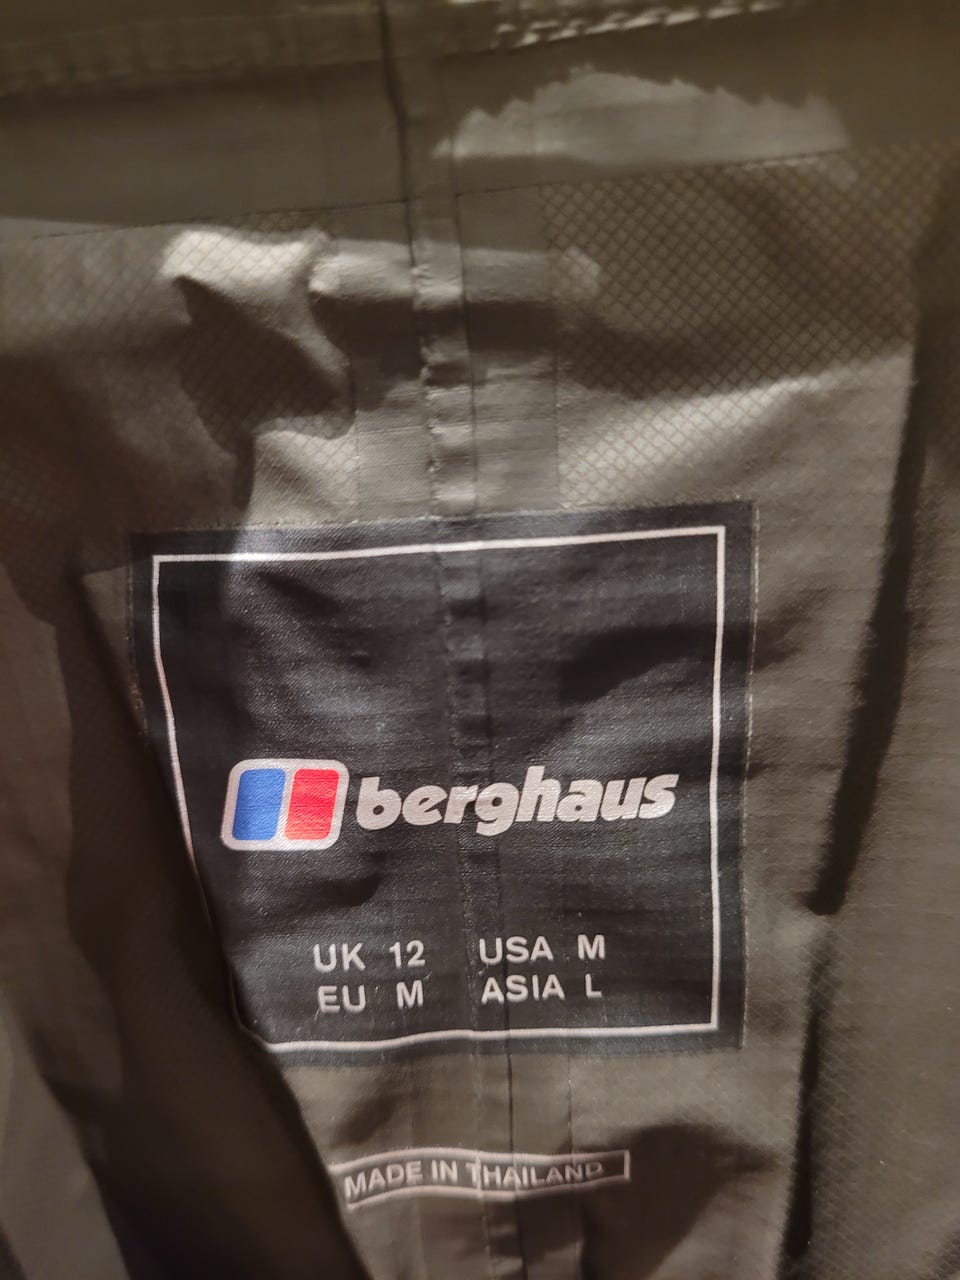 berghaus
UK 12 USA M
EU M ASIA L
MADE IN THAILAND